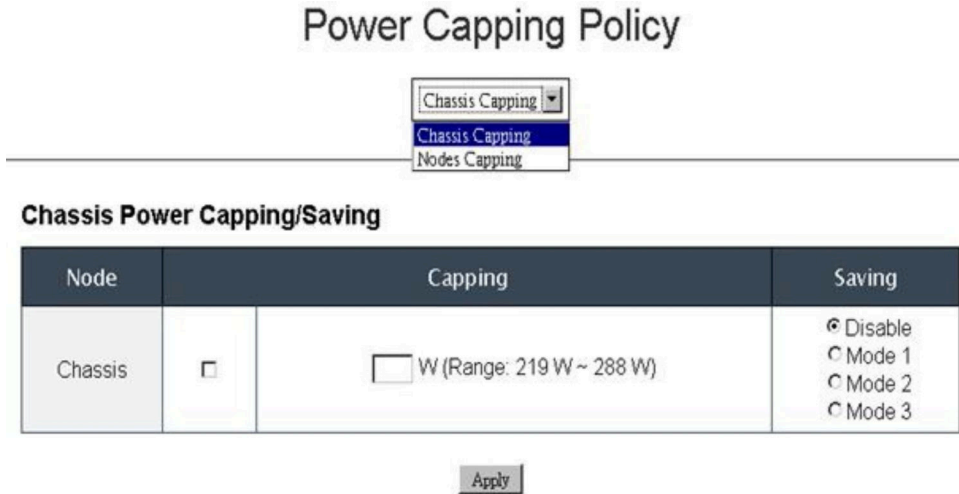 Power Capping Policy
Chassis Capping
Chassis Capping
Nodes Capping
Chassis Power Capping/Saving
Node Capping Saving
Chassis W (Range: 219 W ~ 288 W)
Disable
Mode 1
Mode 2
Mode 3
Apply